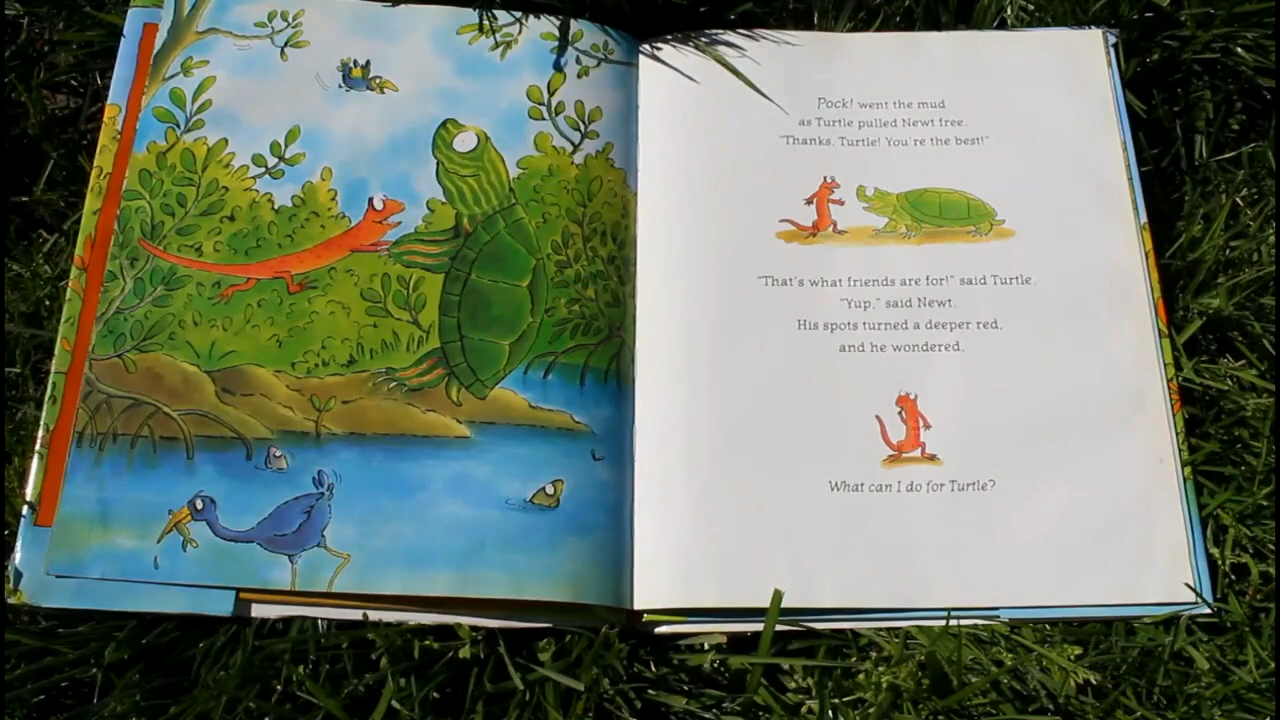 Pock! went the mud
as Turtle pulled Newt free.
"Thanks, Turtle! You're the best!"
"That's what friends are for!" said Turtle.
"Yup," said Newt.
His spots turned a deeper red,
and he wondered,
What can I do for Turtle?